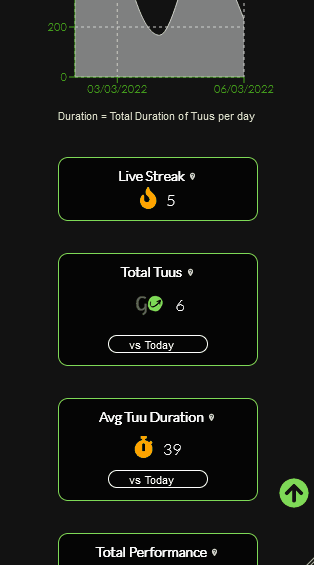 200
0
03/03/2022 06/03/2022
Duration = Total Duration of Tuus per day
Live Streak
5
Total Tuus
6
vs Today
Avg Tuu Duration
39
vs Today
Total Performance